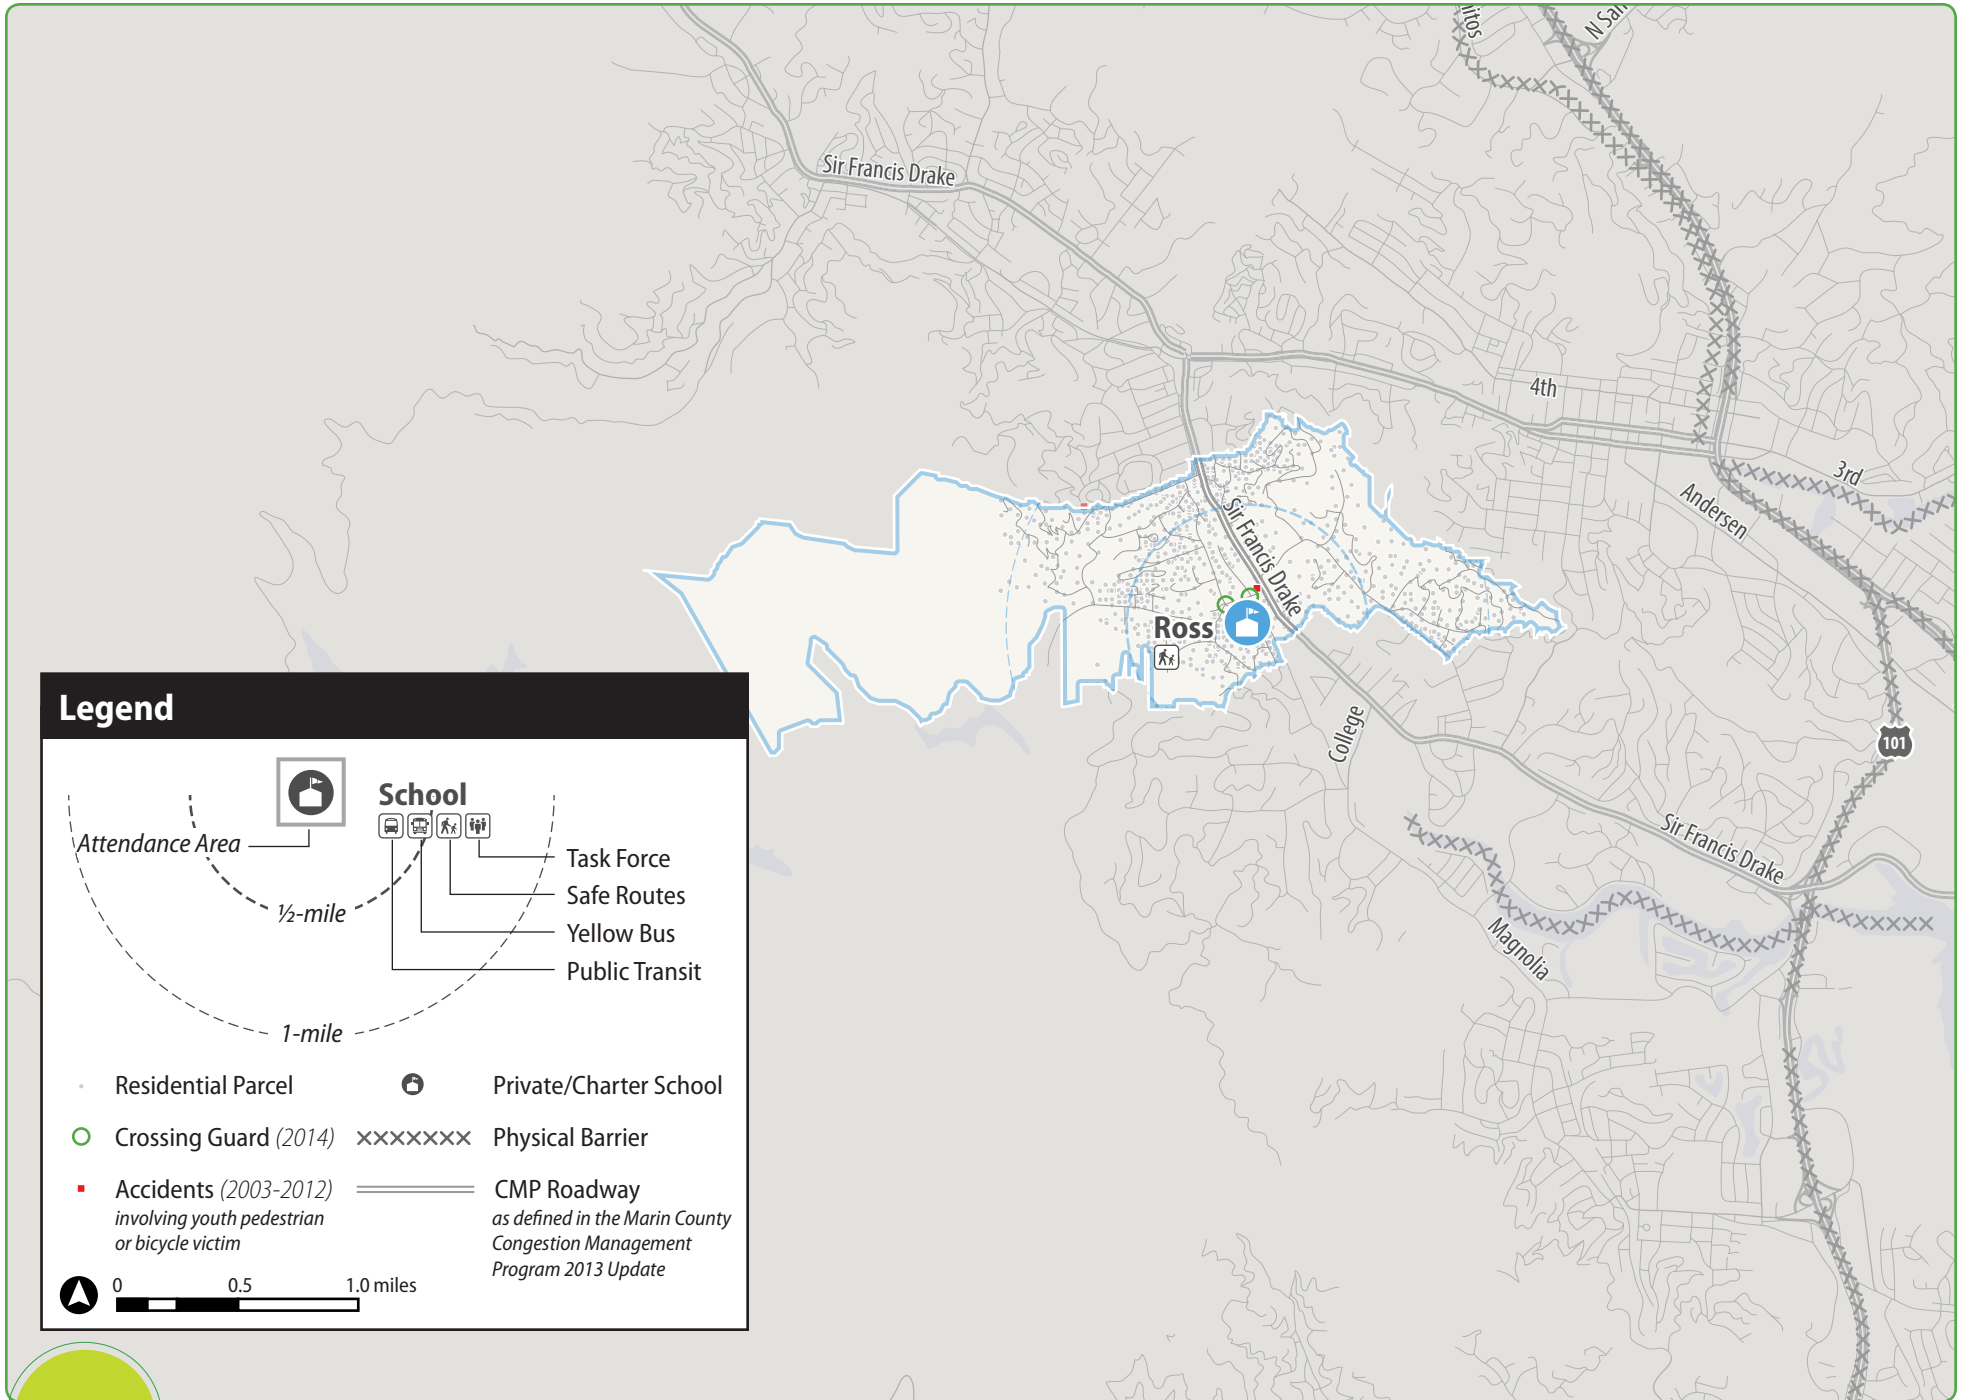 N San
Sir Francis Drake
4th
3rd
Andersen
Sir Francis Drake
Ross
101
College
Sir Francis Drake
Magnolia
Legend
School
Attendance Area
½-mile
1-mile
Task Force
Safe Routes
Yellow Bus
Public Transit
Residential Parcel
Private/Charter School
Crossing Guard (2014)
Physical Barrier
Accidents (2003-2012)
involving youth pedestrian
or bicycle victim
CMP Roadway
as defined in the Marin County
Congestion Management
Program 2013 Update
0 0.5 1.0 miles